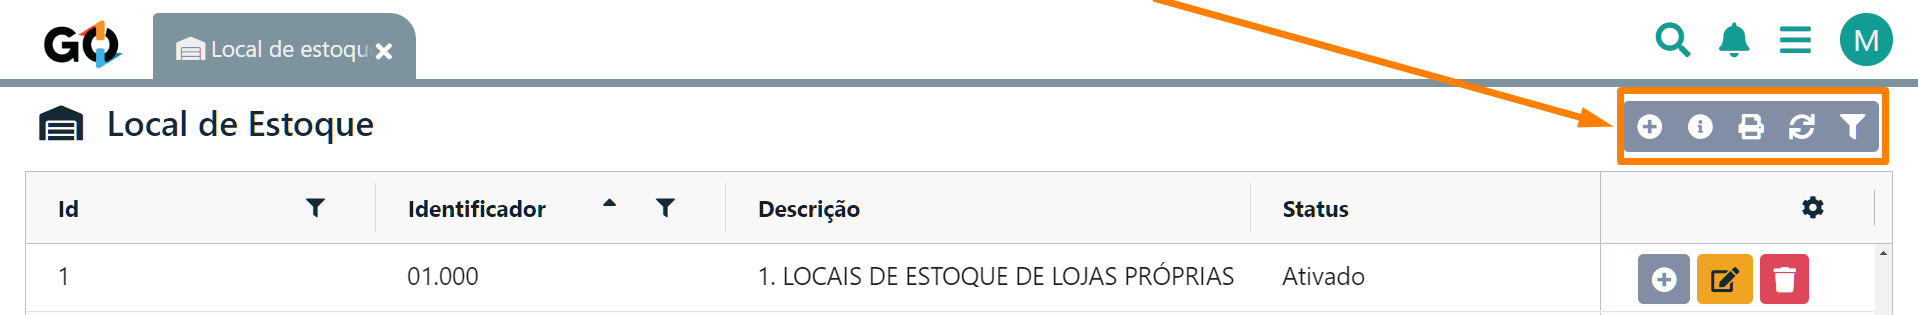 GO
Local de estoqu
M
Local de Estoque
Id Identificador Descrição Status
1 01.000 1. LOCAIS DE ESTOQUE DE LOJAS PRÓPRIAS Ativado